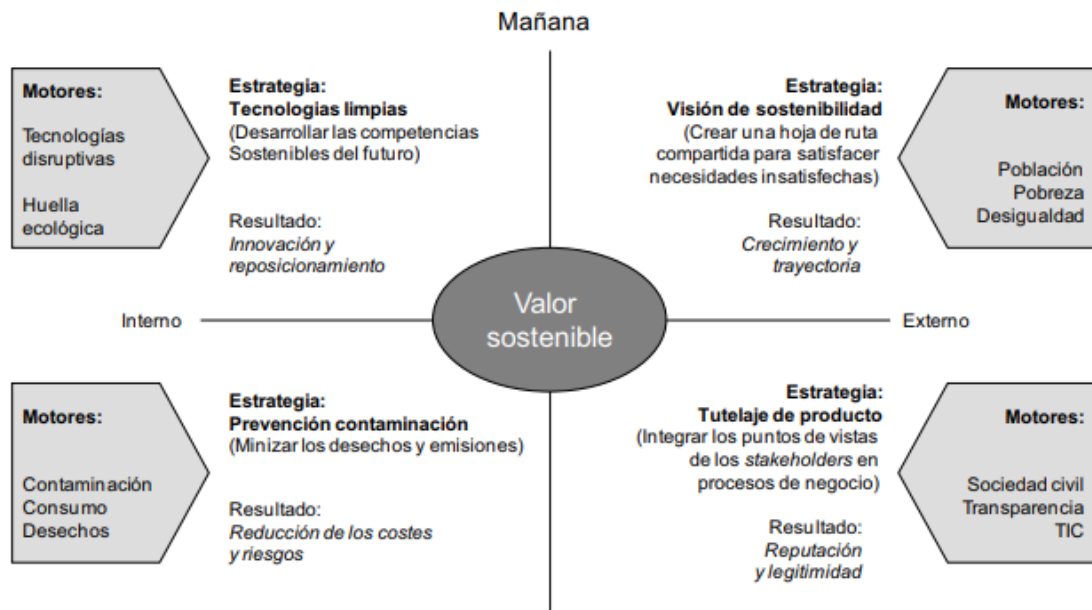 Mañana
Motores:
Tecnologías
disruptivas
Huella
ecológica
Estrategia:
Tecnologias limpias
(Desarrollar las competencias
Sostenibles del futuro)
Resultado:
Innovación y
reposicionamiento
Estrategia:
Visión de sostenibilidad
(Crear una hoja de ruta
compartida para satisfacer
necesidades insatisfechas)
Resultado:
Crecimiento y
trayectoria
Motores:
Población
Pobreza
Desigualdad
Interno
Valor
sostenible
Externo
Motores:
Contaminación
Consumo
Desechos
Estrategia:
Prevención contaminación
(Minizar los desechos y emisiones)
Resultado:
Reducción de los costes
y riesgos
Estrategia:
Tutelaje de producto
(Integrar los puntos de vistas
de los stakeholders en
procesos de negocio)
Resultado:
Reputación
y legitimidad
Motores:
Sociedad civil
Transparencia
TIC